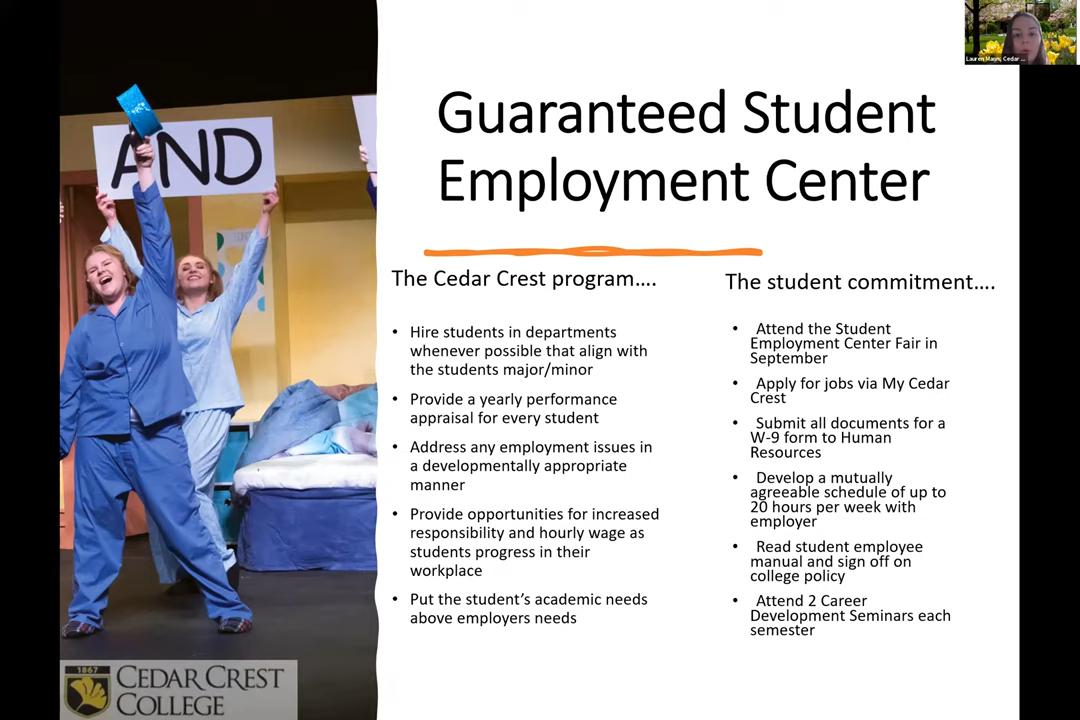 Lauren Mann, Cedar ...
AND
Guaranteed Student
Employment Center
The Cedar Crest program....
• Hire students in departments
whenever possible that align with
the students major/minor
• Provide a yearly performance
appraisal for every student
• Address any employment issues in
a developmentally appropriate
manner
• Provide opportunities for increased
responsibility and hourly wage as
students progress in their
workplace
• Put the student’s academic needs
above employers needs
The student commitment....
• Attend the Student
Employment Center Fair in
September
• Apply for jobs via My Cedar
Crest
• Submit all documents for a
W-9 form to Human
Resources
• Develop a mutually
agreeable schedule of up to
20 hours per week with
employer
• Read student employee
manual and sign off on
college policy
• Attend 2 Career
Development Seminars each
semester
1867
CEDAR CREST
COLLEGE